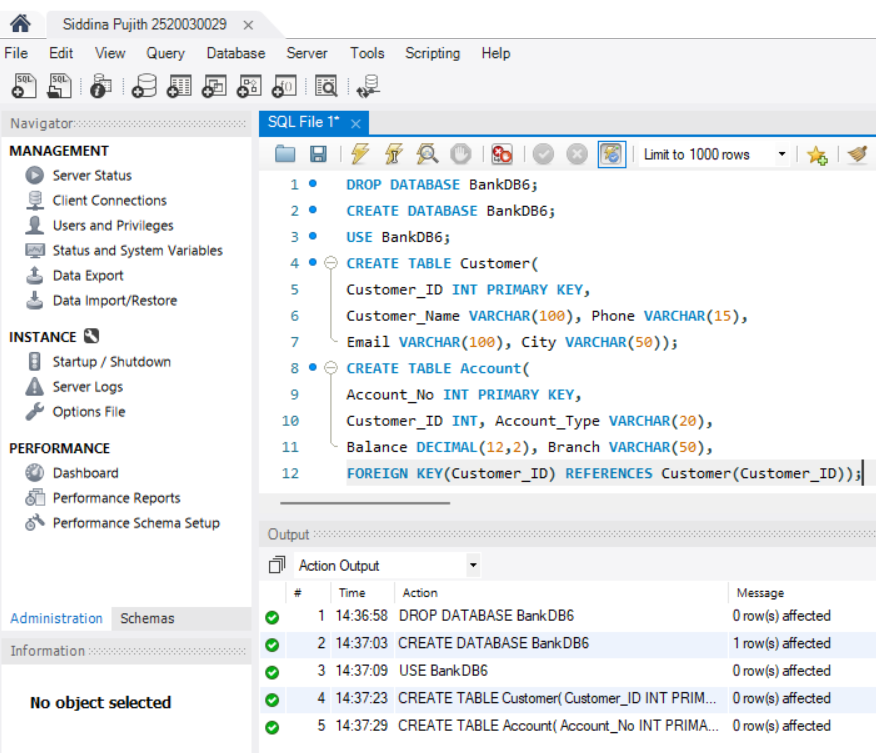 Siddina Pujith 2520030029 ×
File Edit View Query Database Server Tools Scripting Help
Navigator
MANAGEMENT
Server Status
Client Connections
Users and Privileges
Status and System Variables
Data Export
Data Import/Restore
INSTANCE
Startup / Shutdown
Server Logs
Options File
PERFORMANCE
Dashboard
Performance Reports
Performance Schema Setup
Administration Schemas
Information
No object selected
SQL File 1* ×
Limit to 1000 rows
1 DROP DATABASE BankDB6;
2 CREATE DATABASE BankDB6;
3 USE BankDB6;
4 CREATE TABLE Customer(
5 Customer_ID INT PRIMARY KEY,
6 Customer_Name VARCHAR(100), Phone VARCHAR(15),
7 Email VARCHAR(100), City VARCHAR(50));
8 CREATE TABLE Account(
9 Account_No INT PRIMARY KEY,
10 Customer_ID INT, Account_Type VARCHAR(20),
11 Balance DECIMAL(12,2), Branch VARCHAR(50),
12 FOREIGN KEY(Customer_ID) REFERENCES Customer(Customer_ID));
Output
Action Output
# Time Action Message
1 14:36:58 DROP DATABASE BankDB6 0 row(s) affected
2 14:37:03 CREATE DATABASE BankDB6 1 row(s) affected
3 14:37:09 USE BankDB6 0 row(s) affected
4 14:37:23 CREATE TABLE Customer( Customer_ID INT PRIM... 0 row(s) affected
5 14:37:29 CREATE TABLE Account( Account_No INT PRIMA... 0 row(s) affected